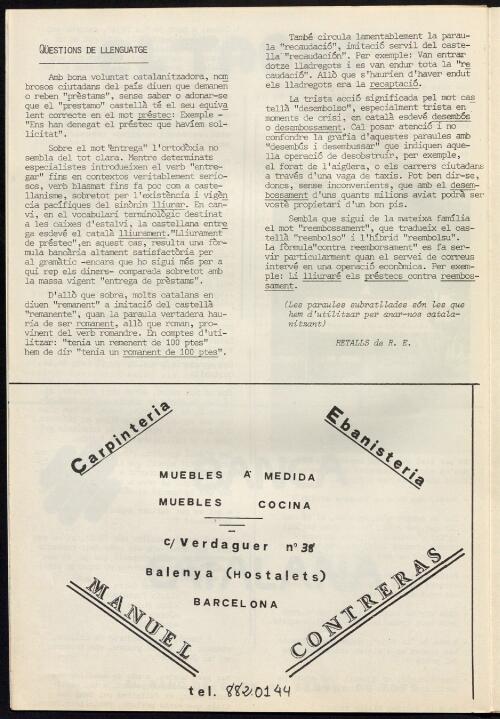 QÜESTIONS DE LLENGUATGE
Amb bona voluntat catalanitzadora, nom
brosos ciutadans del país diuen que demanen
o reben "prèstams", sense saber o adonar-se
que el "prestamo" castellà té el seu equiva
lent correcte en el mot préstec: Exemple -
"Ens han denegat el préstec que havíem sol-
licitat".
Sobre el mot "entrega" l'ortodòxia no
sembla del tot clara. Mentre determinats
especialistes introdueixen el verb "entre-
gar" fins en contextos veritablement serio-
sos, verb blasmat fins fa poc com a caste-
llanisme, sobretot per l'existència i vigèn
cia pacífiques del sinònim lliurar. En can-
vi, en el vocabulari terminològic destinat
a les caixes d'estalvi, la castellana entre
ga esdevé el català lliurament."Lliurament
de préstec",en aquest cas, resulta una fòr-
mula bancària altament satisfactòria per
al gramàtic -encara que ho sigui més per a
qui rep els diners- comparada sobretot amb
la massa vigent "entrega de prèstams".
D'allò que sobra, molts catalans en
diuen "remanent" a imitació del castellà
"remanente", quan la paraula vertadera hau-
ria de ser romanent, allò que roman, pro-
vinent del verb romandre. En comptes d'uti-
litzar: "tenia un remenent de 100 ptes"
hem de dir "tenia un romanent de 100 ptes".
També circula lamentablement la parau-
la "recaudació", imitació servil del caste-
llà "recaudación". Per exemple: Van entrar
dotze lladregots i es van endur tota la "re
caudació". Allò que s'haurien d'haver endut
els lladregots era la recaptació.
La trista acció significada pel mot cas
tellà "desembolso", especialment trista en
moments de crisi, en català esdevé desembós
o desembossament. Cal posar atenció i no
confondre la grafia d'aquestes paraules amb
"desembús i desembussar" que indiquen aque-
lla operació de desobstruir, per exemple,
el forat de l'aigüera, o els carrers ciutadans
a través d'una vaga de taxis. Pot ben dir-se,
doncs, sense inconvenients, que amb el desem-
bossament d'uns quants milions aviat podrà ser
vostè propietari d'un bon pis.
Sembla que sigui de la mateixa família
el mot "reembossament", que tradueix el cas-
tellà "reembolso" i l'híbrid "reembolsu".
La fòrmula"contra reemborsament" es fa ser-
vir particularment quan el servei de correus
intervé en una operació econòmica. Per exem-
ple: Li lliuraré els préstecs contra reembos-
sament.
(Les paraules subratllades són les que
hem d'utilitzar per anar-nos catala-
nitzant)
RETALLS de R. E.
Carpinteria
Ebanisteria
MUEBLES A MEDIDA
MUEBLES COCINA
c/ Verdaguer nº 38
Balenya (Hostalets)
BARCELONA
MANUEL
CONTRERAS
tel. 8820144